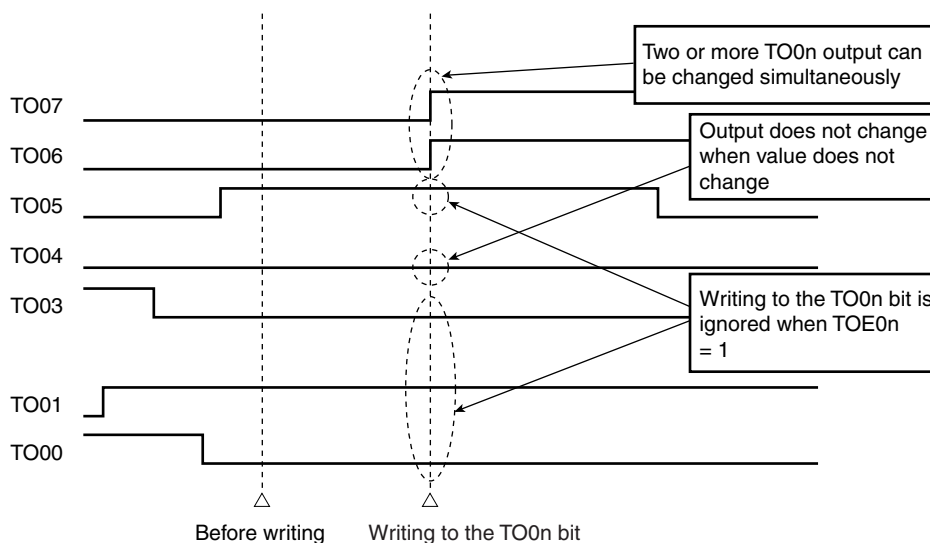 Two or more TO0n output can
be changed simultaneously
TO07
Output does not change
when value does not
change
TO06
TO05
TO04
TO03
Writing to the TO0n bit is
ignored when TOE0n
= 1
TO01
TO00
Before writing
Writing to the TO0n bit